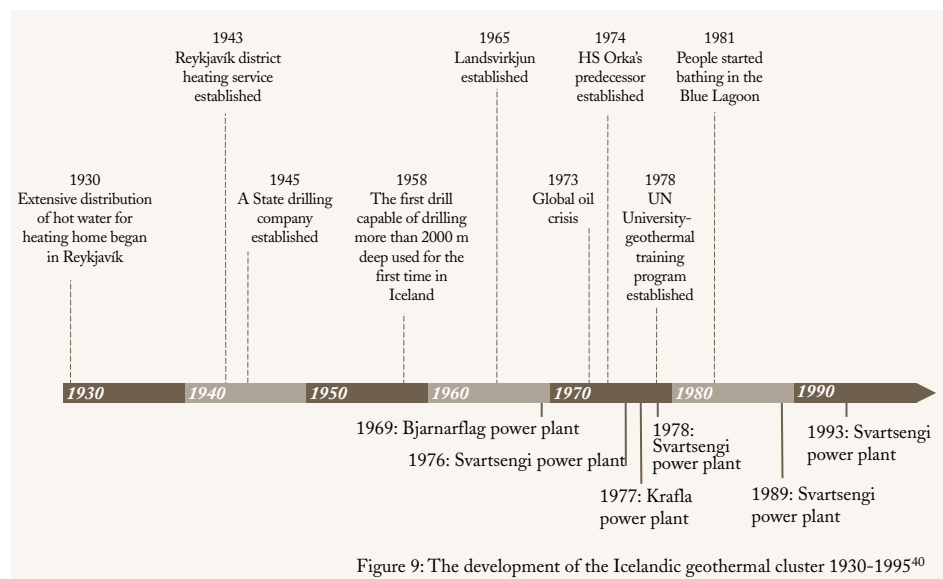 1943
Reykjavík district
heating service
established
1965
Landsvirkjun
established
1974
HS Orka's
predecessor
established
1981
People started
bathing in the
Blue Lagoon
1930
Extensive distribution
of hot water for
heating home began
in Reykjavík
1945
A State drilling
company
established
1958
The first drill
capable of drilling
more than 2000 m
deep used for the
first time in
Iceland
1973
Global oil
crisis
1978
UN
University-
geothermal
training
program
established
1930 1940 1950 1960 1970 1980 1990
1969: Bjarnarflag power plant
1976: Svartsengi power plant
1978:
Svartsengi
power plant
1993: Svartsengi
power plant
1977: Krafla
power plant
1989: Svartsengi
power plant
Figure 9: The development of the Icelandic geothermal cluster 1930-1995⁴⁰